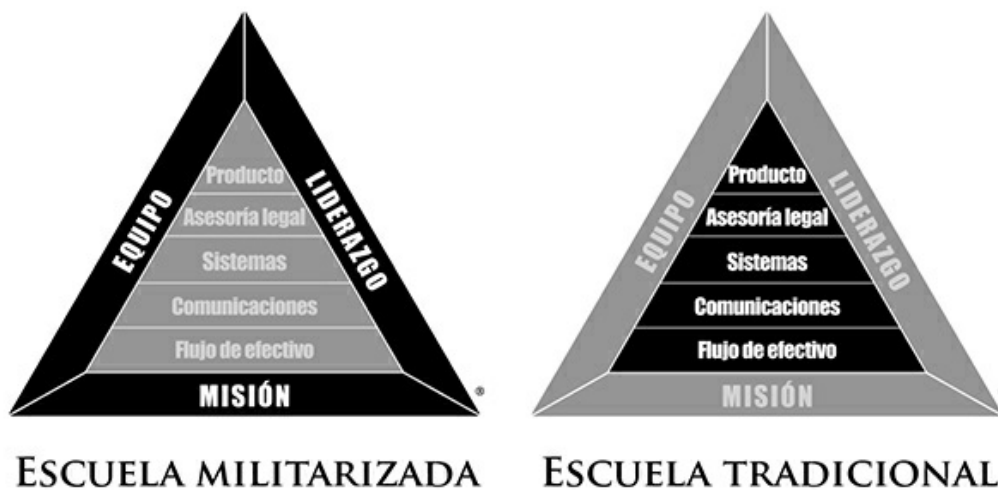 Producto
Asesoría legal
Sistemas
Comunicaciones
Flujo de efectivo
EQUIPO
LIDERAZGO
MISIÓN
®
ESCUELA MILITARIZADA
Producto
Asesoría legal
Sistemas
Comunicaciones
Flujo de efectivo
EQUIPO
LIDERAZGO
MISIÓN
ESCUELA TRADICIONAL